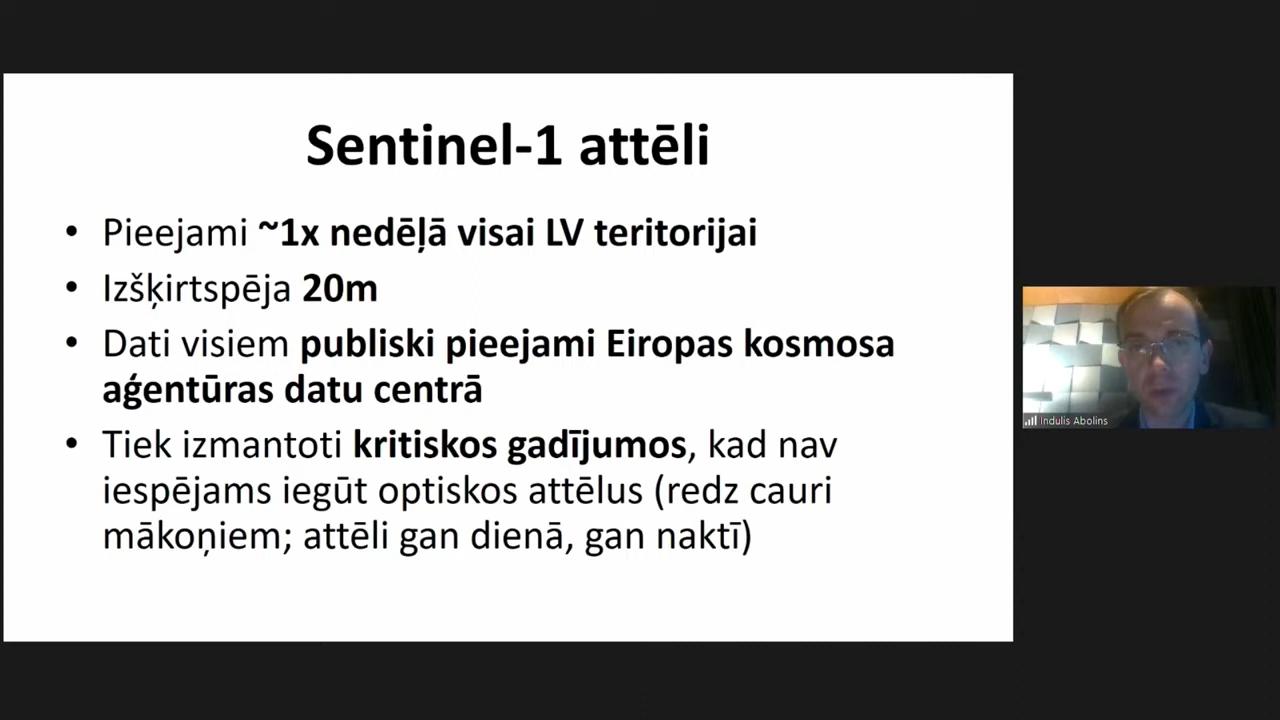 Sentinel-1 attēli
• Pieejami ~1x nedēļā visai LV teritorijai
• Izšķirtspēja 20m
• Dati visiem publiski pieejami Eiropas kosmosa
aģentūras datu centrā
• Tiek izmantoti kritiskos gadījumos, kad nav
iespējams iegūt optiskos attēlus (redz cauri
mākoņiem; attēli gan dienā, gan naktī)
Indulis Abolins